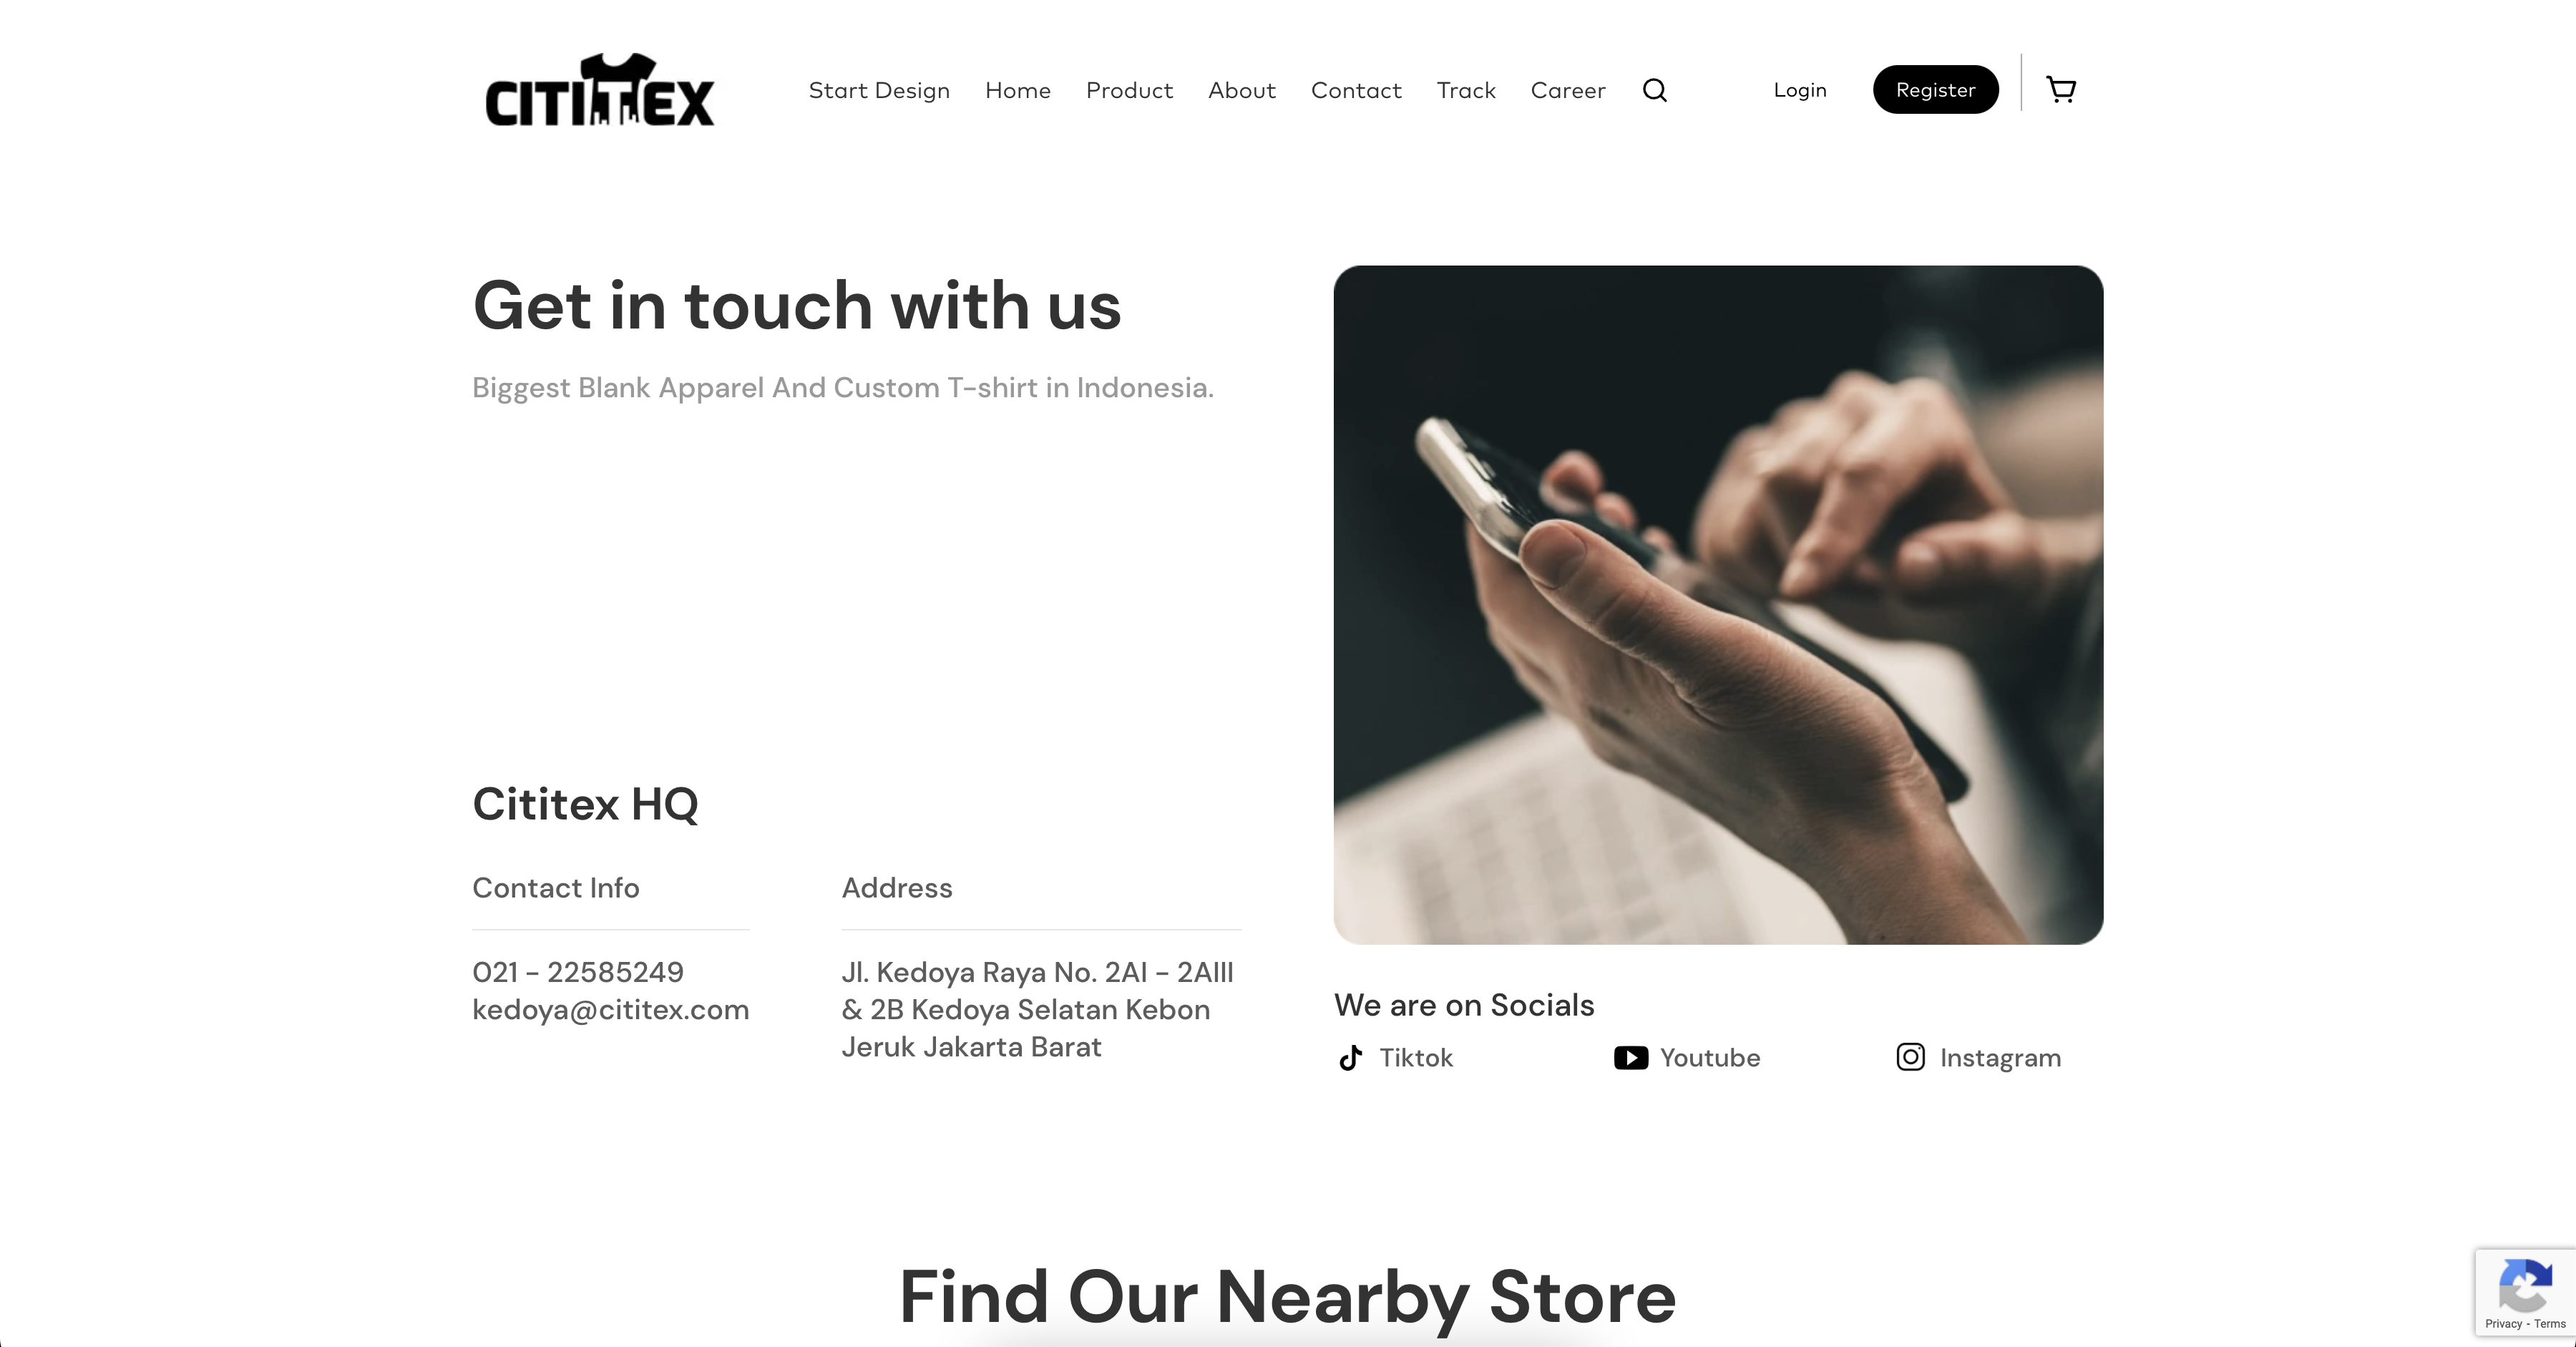 CITITEX
Start Design
Home
Product
About
Contact
Track
Career
Login
Register
Get in touch with us
Biggest Blank Apparel And Custom T-shirt in Indonesia.
Cititex HQ
Contact Info
021 - 22585249
kedoya@cititex.com
Address
Jl. Kedoya Raya No. 2AI - 2AIII
& 2B Kedoya Selatan Kebon
Jeruk Jakarta Barat
We are on Socials
Tiktok
Youtube
Instagram
Find Our Nearby Store
Privacy - Terms